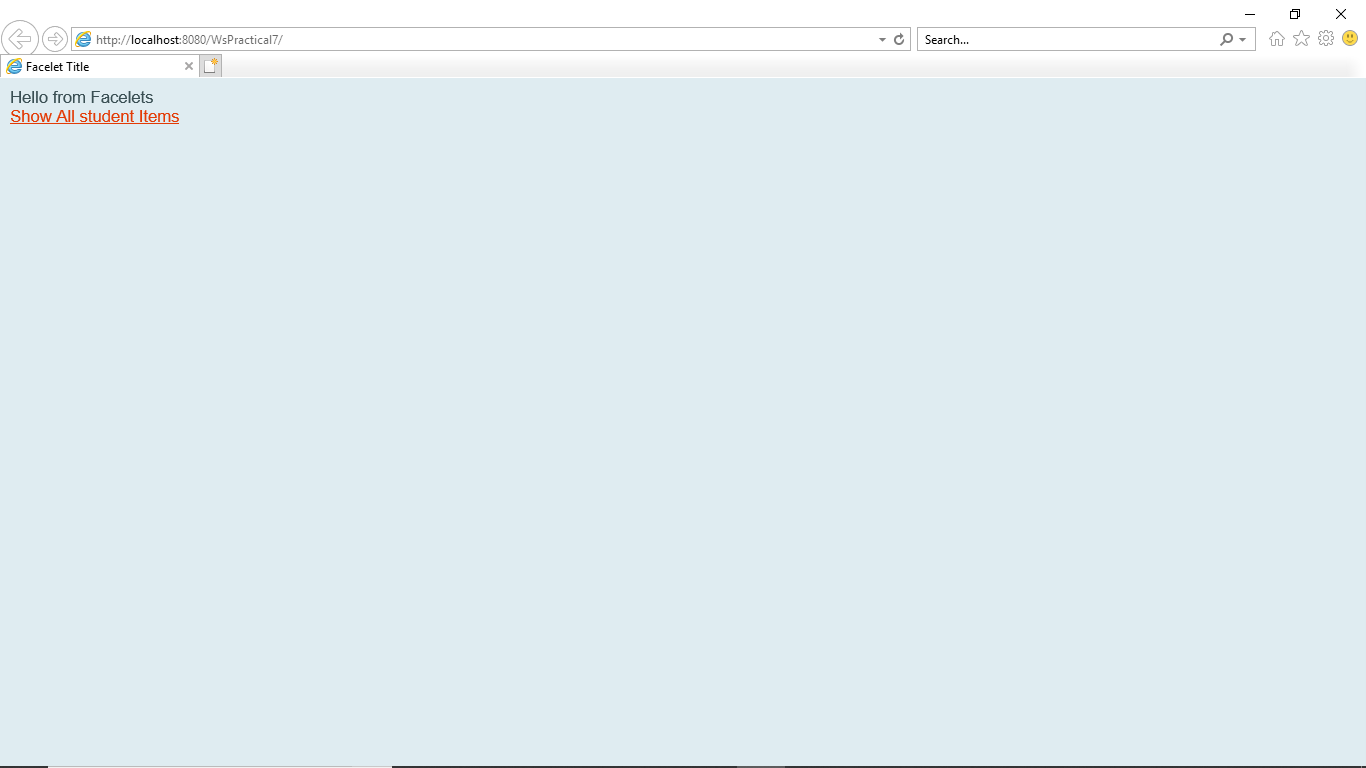 http://localhost:8080/WsPractical7/
Search...
Facelet Title
Hello from Facelets
Show All student Items